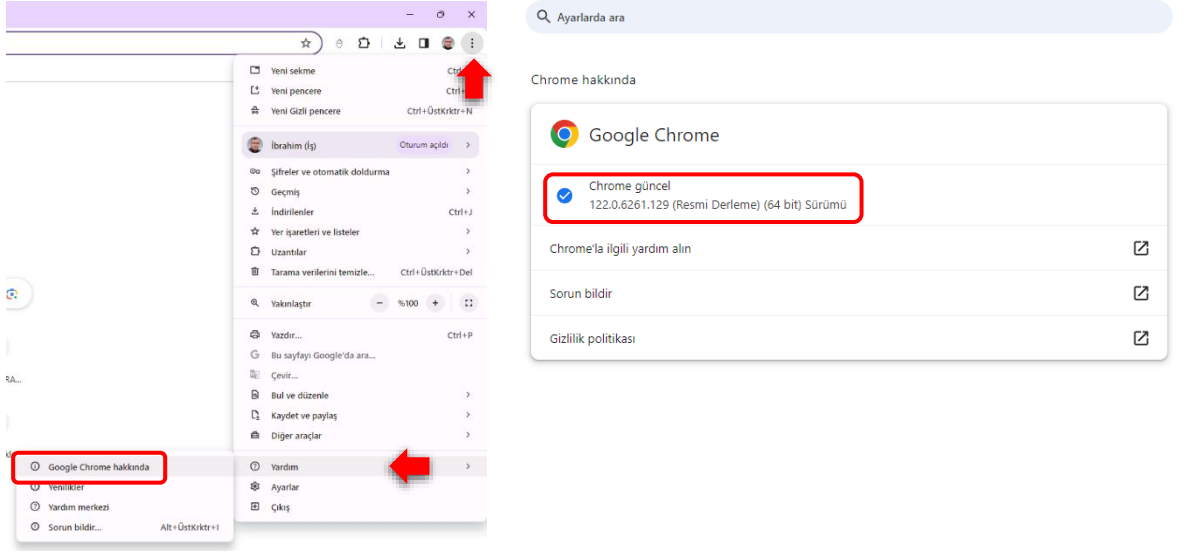 Yeni sekme
Yeni pencere
Yeni Gizli pencere Ctrl+ÜstKrktr+N
İbrahim (İş) Oturum açıldı
Şifreler ve otomatik doldurma
Geçmiş
İndirilenler Ctrl+J
Yer işaretleri ve listeler
Uzantılar
Tarama verilerini temizle... Ctrl+ÜstKrktr+Del
Yakınlaştır - %100 +
Yazdır... Ctrl+P
Bu sayfayı Google'da ara...
Çevir...
Bul ve düzenle
Kaydet ve paylaş
Diğer araçlar
Yardım
Ayarlar
Çıkış
Google Chrome hakkında
Yenilikler
Yardım merkezi
Sorun bildir... Alt+ÜstKrktr+I
Ayarlarda ara
Chrome hakkında
Google Chrome
Chrome güncel
122.0.6261.129 (Resmi Derleme) (64 bit) Sürümü
Chrome'la ilgili yardım alın
Sorun bildir
Gizlilik politikası